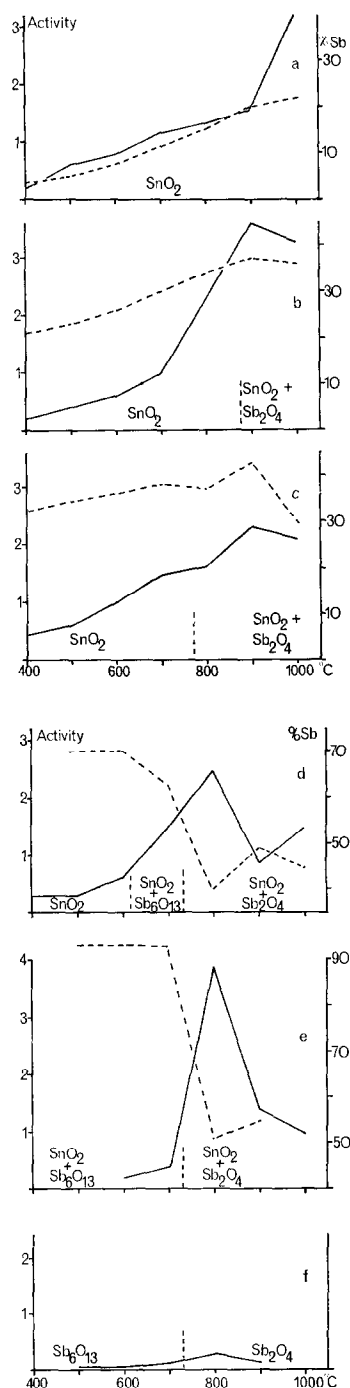 Activity
%Sb
3
2
1
30
10
a
SnO₂
3
2
1
30
10
b
SnO₂
SnO₂ +
Sb₂O₄
3
2
1
30
10
c
SnO₂
SnO₂ +
Sb₂O₄
400 600 800 1000 °C
Activity
%Sb
3
2
1
70
50
d
SnO₂
SnO₂
+
Sb₆O₁₃
SnO₂
+
Sb₂O₄
4
3
2
1
90
70
50
e
SnO₂
+
Sb₆O₁₃
SnO₂
+
Sb₂O₄
2
1
f
Sb₆O₁₃
Sb₂O₄
400 600 800 1000 °C